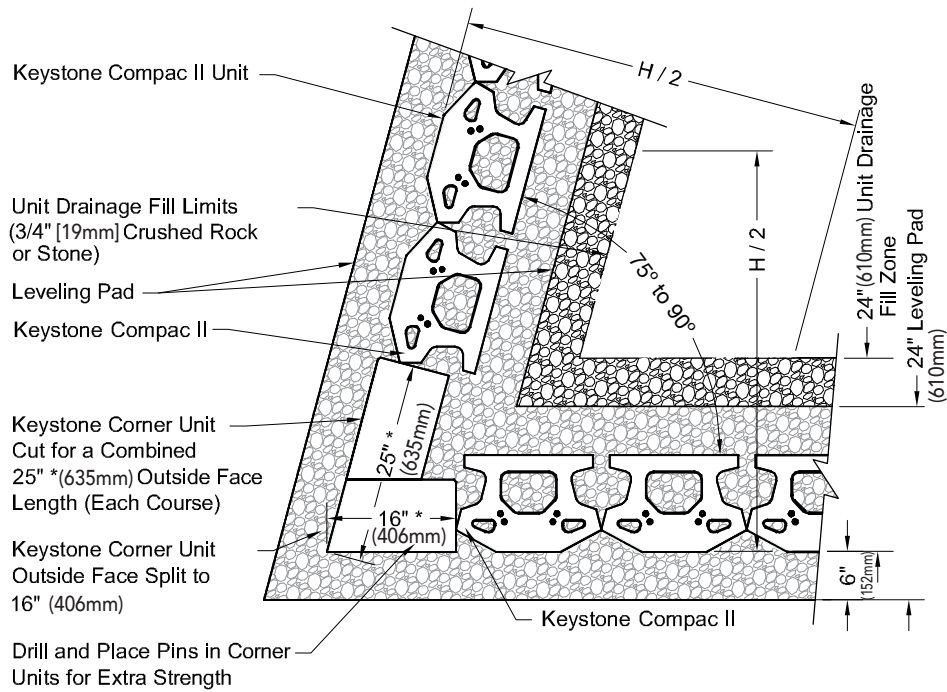 Keystone Compac II Unit
Unit Drainage Fill Limits
(3/4" [19mm] Crushed Rock
or Stone)
Leveling Pad
Keystone Compac II
Keystone Corner Unit
Cut for a Combined
25" *(635mm) Outside Face
Length (Each Course)
Keystone Corner Unit
Outside Face Split to
16" (406mm)
Drill and Place Pins in Corner
Units for Extra Strength
H / 2
H / 2
75° to 90°
25" *
(635mm)
16" *
(406mm)
Keystone Compac II
6"
(152mm)
24" (610mm) Unit Drainage
Fill Zone
24" Leveling Pad
(610mm)